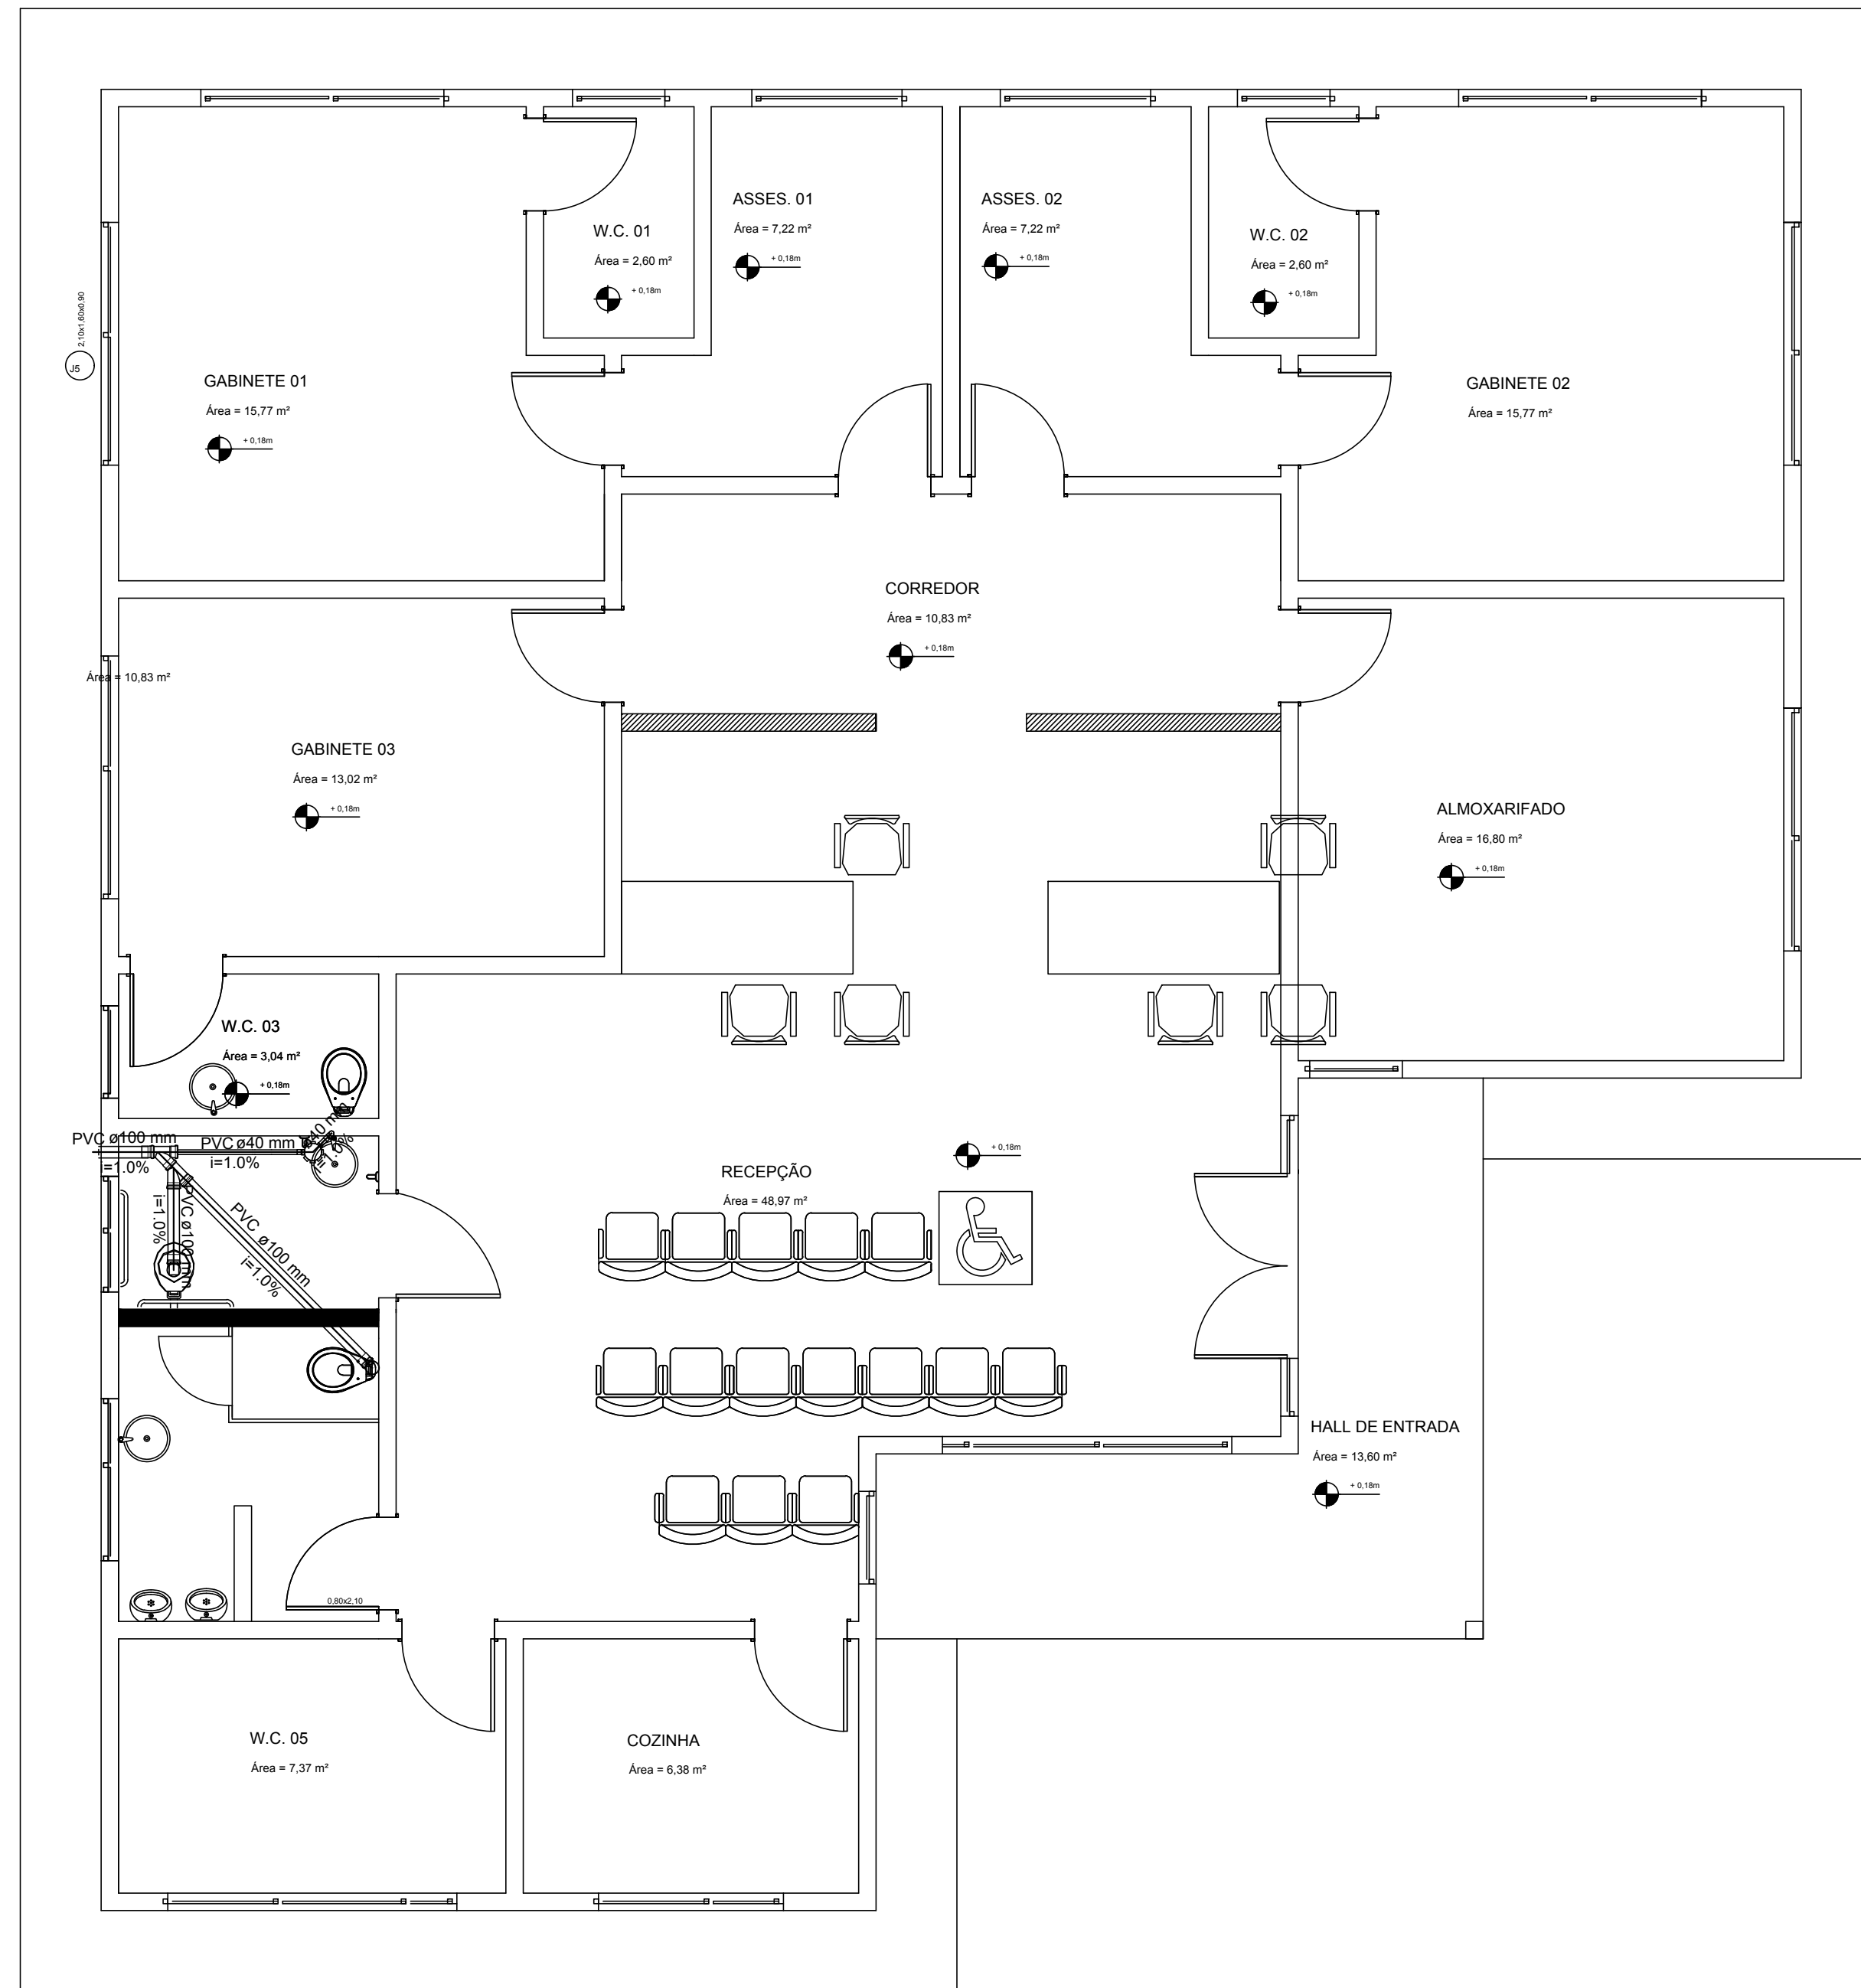 ASSES. 01
Área = 7,22 m²
+ 0,18m
ASSES. 02
Área = 7,22 m²
+ 0,18m
W.C. 01
Área = 2,60 m²
+ 0,18m
W.C. 02
Área = 2,60 m²
+ 0,18m
2,10x1,60x0,90
J5
GABINETE 01
Área = 15,77 m²
+ 0,18m
GABINETE 02
Área = 15,77 m²
CORREDOR
Área = 10,83 m²
+ 0,18m
Área = 10,83 m²
GABINETE 03
Área = 13,02 m²
+ 0,18m
ALMOXARIFADO
Área = 16,80 m²
+ 0,18m
W.C. 03
Área = 3,04 m²
+ 0,18m
PVC ø100 mm
i=1.0%
PVC ø40 mm
i=1.0%
ø40 mm
i=1.0%
PVC ø100 mm
i=1.0%
PVC ø100 mm
i=1.0%
RECEPÇÃO
Área = 48,97 m²
+ 0,18m
HALL DE ENTRADA
Área = 13,60 m²
+ 0,18m
0,80x2,10
W.C. 05
Área = 7,37 m²
COZINHA
Área = 6,38 m²